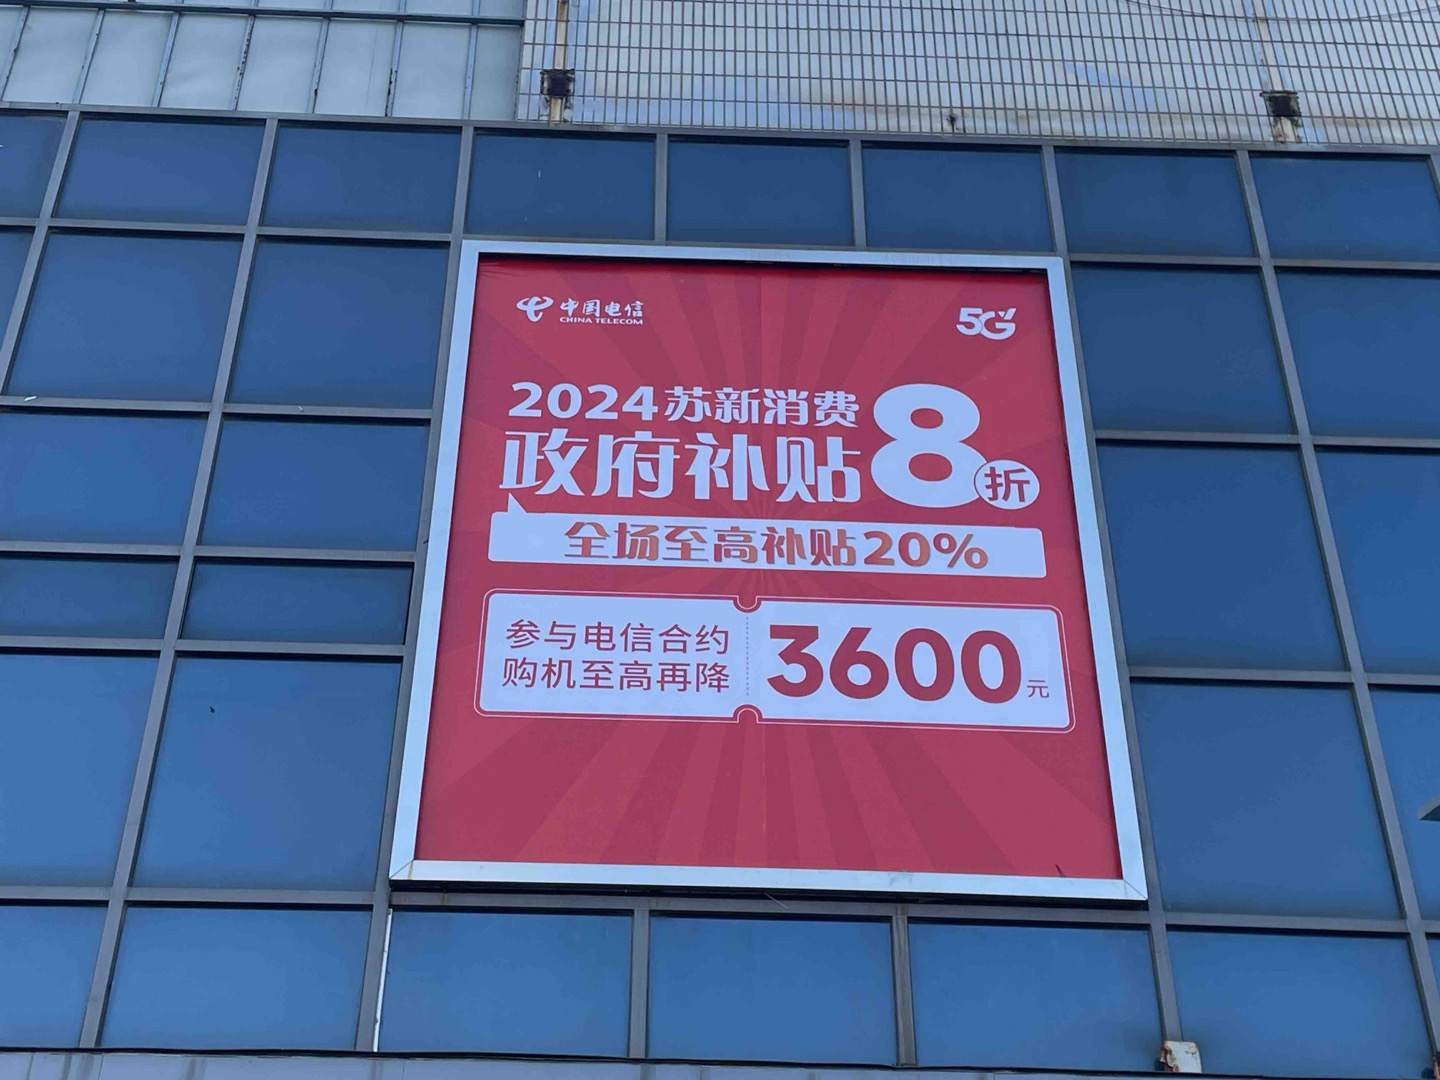 中国电信
CHINA TELECOM
5G
2024苏新消费
政府补贴8折
全场至高补贴20%
参与电信合约
购机至高再降
3600元